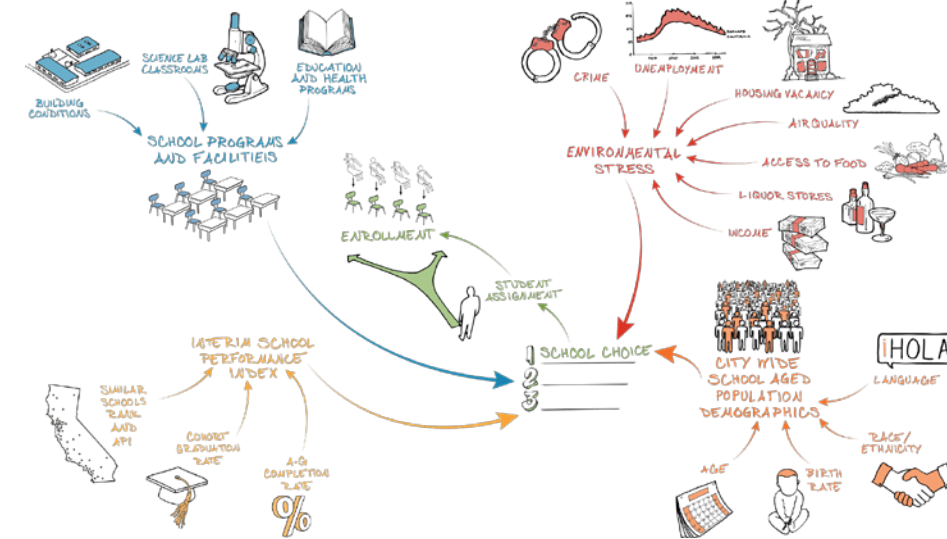 BUILDING
CONDITIONS
SCIENCE LAB
CLASSROOMS
EDUCATION
AND HEALTH
PROGRAMS
SCHOOL PROGRAMS
AND FACILITIEIS
CRIME
UNEMPLOYMENT
HOUSING VACANCY
AIR QUALITY
ACCESS TO FOOD
LIQUOR STORES
INCOME
ENVIRONMENTAL
STRESS
ENROLLMENT
STUDENT
ASSIGNMENT
1 SCHOOL CHOICE
2
3
INTERIM SCHOOL
PERFORMANCE
INDEX
SIMILAR
SCHOOLS
RANK
AND
API
COHORT
GRADUATION
RATE
A-G
COMPLETION
RATE
%
CITY WIDE
SCHOOL AGED
POPULATION
DEMOGRAPHICS
¡HOLA
LANGUAGE
RACE/
ETHNICITY
AGE
BIRTH
RATE